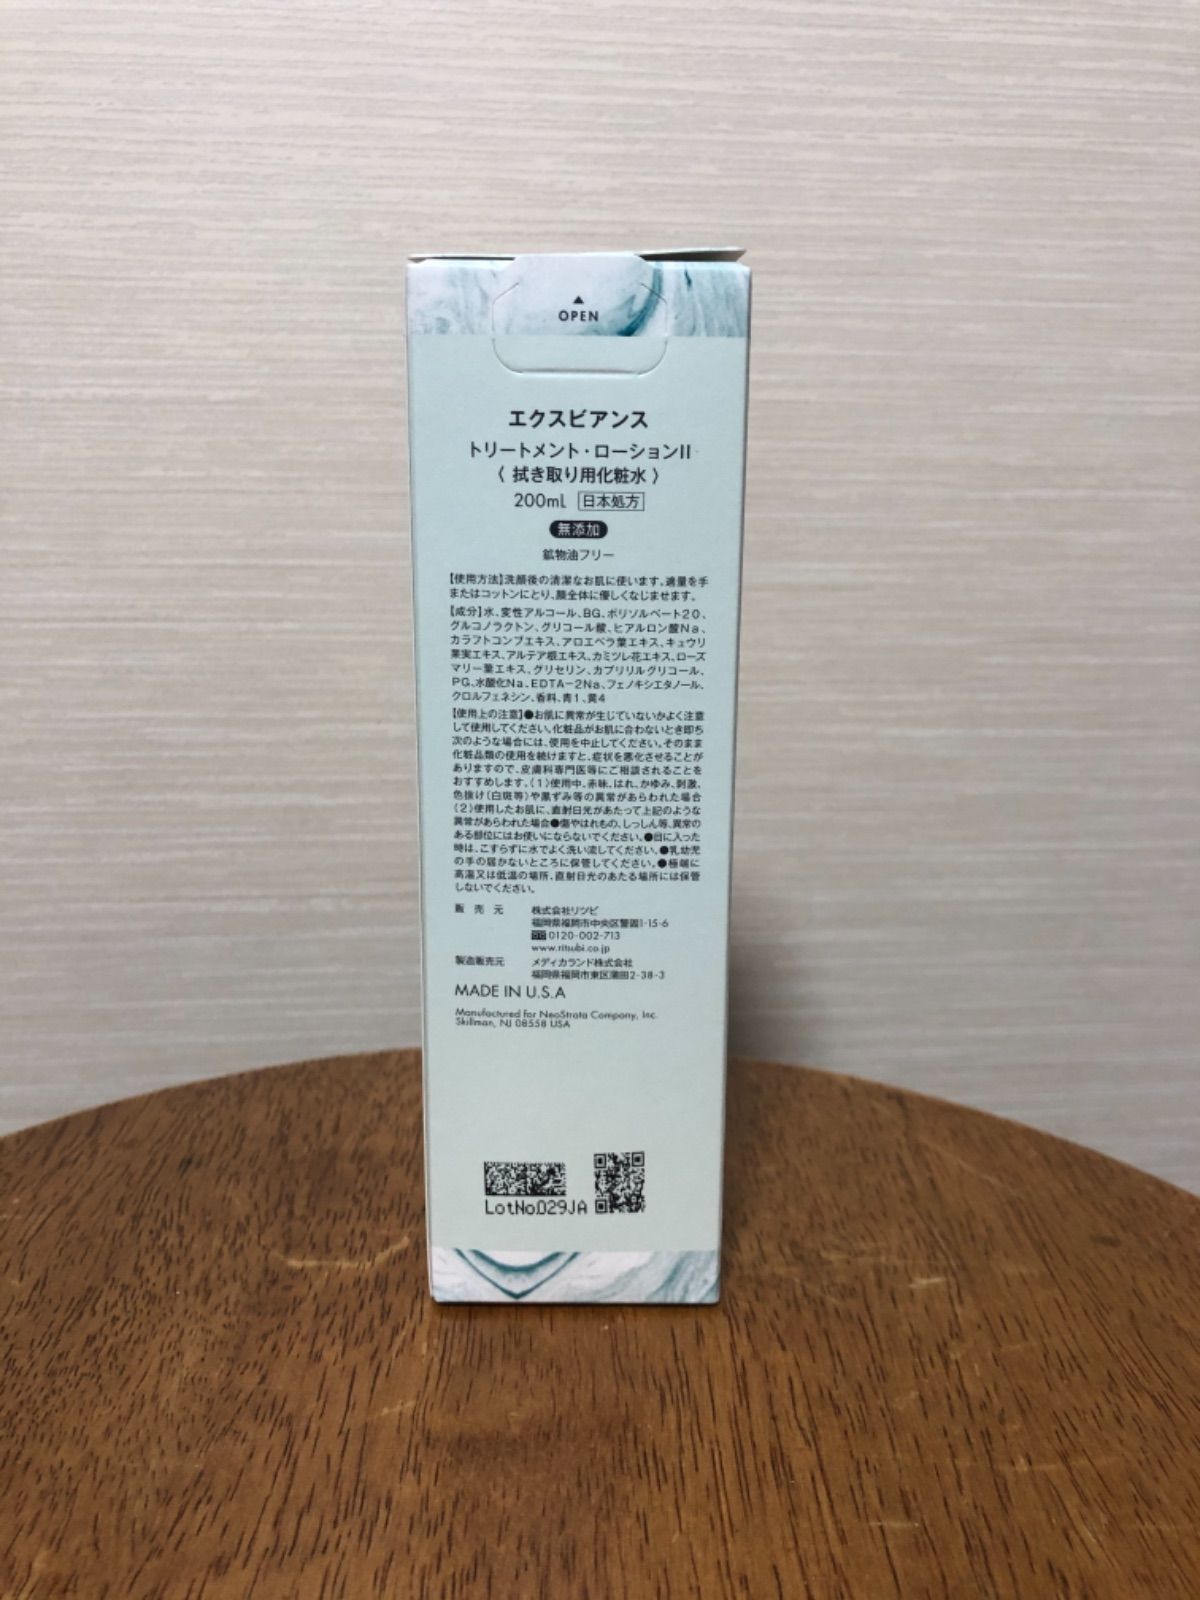 ▲
OPEN
エクスビアンス
トリートメント・ローションII
〈 拭き取り用化粧水 〉
200mL 日本処方
無添加
鉱物油フリー
【使用方法】洗顔後の清潔なお肌に使います。適量を手
またはコットンにとり、顔全体に優しくなじませます。
【成分】水、変性アルコール、BG、ポリソルベート20、
グルコノラクトン、グリコール酸、ヒアルロン酸Na、
カラフトコンブエキス、アロエベラ葉エキス、キュウリ
果実エキス、アルテア根エキス、カミツレ花エキス、ローズ
マリー葉エキス、グリセリン、カプリリルグリコール、
PG、水酸化Na、EDTA-2Na、フェノキシエタノール、
クロルフェネシン、香料、青1、黄4
【使用上の注意】●お肌に異常が生じていないかよく注意
して使用してください。化粧品がお肌に合わないとき即ち
次のような場合には、使用を中止してください。そのまま
化粧品類の使用を続けますと、症状を悪化させることが
ありますので、皮膚科専門医等にご相談されることを
おすすめします。(1)使用中、赤味、はれ、かゆみ、刺激、
色抜け(白斑等)や黒ずみ等の異常があらわれた場合
(2)使用したお肌に、直射日光があたって上記のような
異常があらわれた場合●傷やはれもの、しっしん等、異常の
ある部位にはお使いにならないでください。●目に入った
時は、こすらずに水でよく洗い流してください。●乳幼児
の手の届かないところに保管してください。●極端に
高温又は低温の場所、直射日光のあたる場所には保管
しないでください。
販売元 株式会社リツビ
福岡県福岡市中央区警固1-15-6
0120-002-713
www.ritsubi.co.jp
製造販売元 メディカランド株式会社
福岡県福岡市東区蒲田2-38-3
MADE IN U.S.A
Manufactured for NeoStrata Company, Inc.
Skillman, NJ 08558 USA
LotNo.029JA